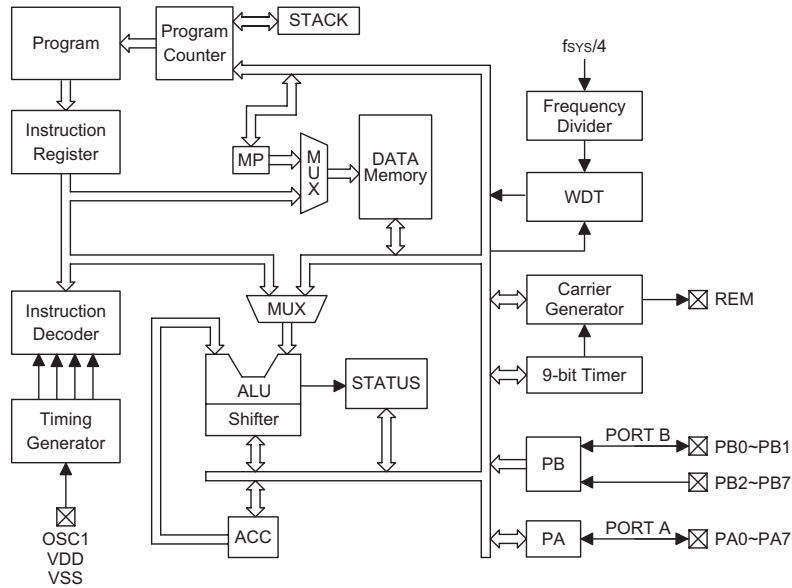 STACK
Program
Program
Counter
fSYS/4
Frequency
Divider
Instruction
Register
MP
MUX
DATA
Memory
WDT
Instruction
Decoder
MUX
Carrier
Generator
REM
ALU
Shifter
STATUS
9-bit Timer
Timing
Generator
PB
PORT B
PB0~PB1
PB2~PB7
ACC
PA
PORT A
PA0~PA7
OSC1
VDD
VSS